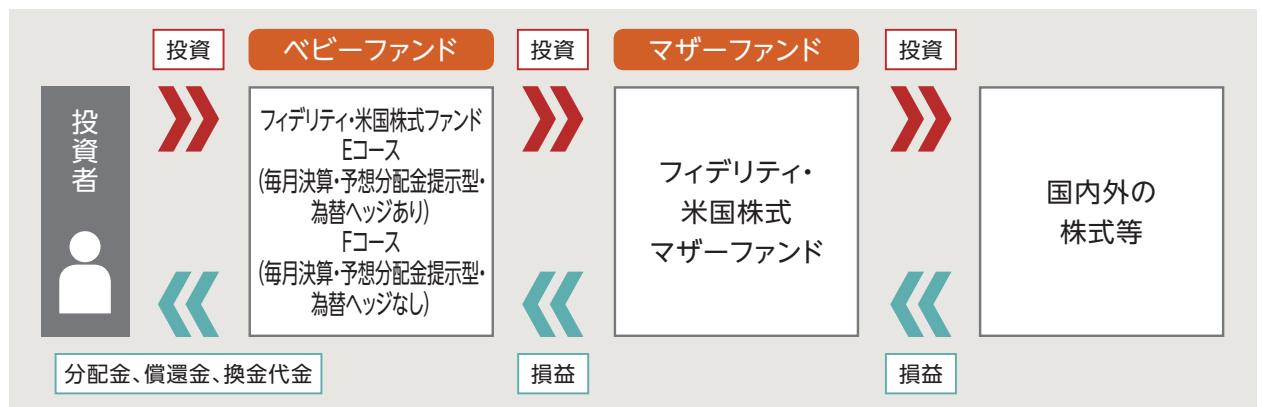 投資
ベビーファンド
投資
マザーファンド
投資
投資者
フィデリティ・米国株式ファンド
Eコース
(毎月決算・予想分配金提示型・
為替ヘッジあり)
Fコース
(毎月決算・予想分配金提示型・
為替ヘッジなし)
フィデリティ・
米国株式
マザーファンド
国内外の
株式等
分配金、償還金、換金代金
損益
損益